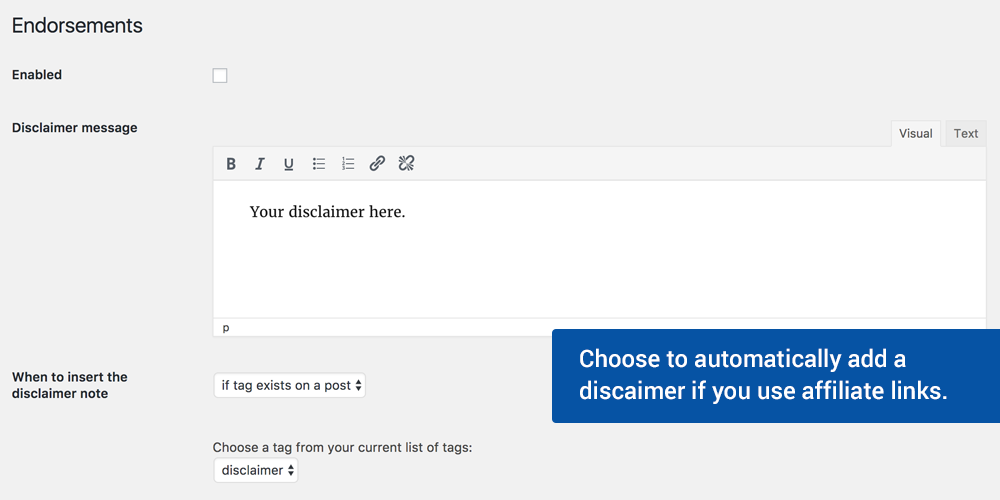 Endorsements
Enabled
Disclaimer message
Visual Text
B I U
Your disclaimer here.
p
Choose to automatically add a
discaimer if you use affiliate links.
When to insert the
disclaimer note
if tag exists on a post
Choose a tag from your current list of tags:
disclaimer